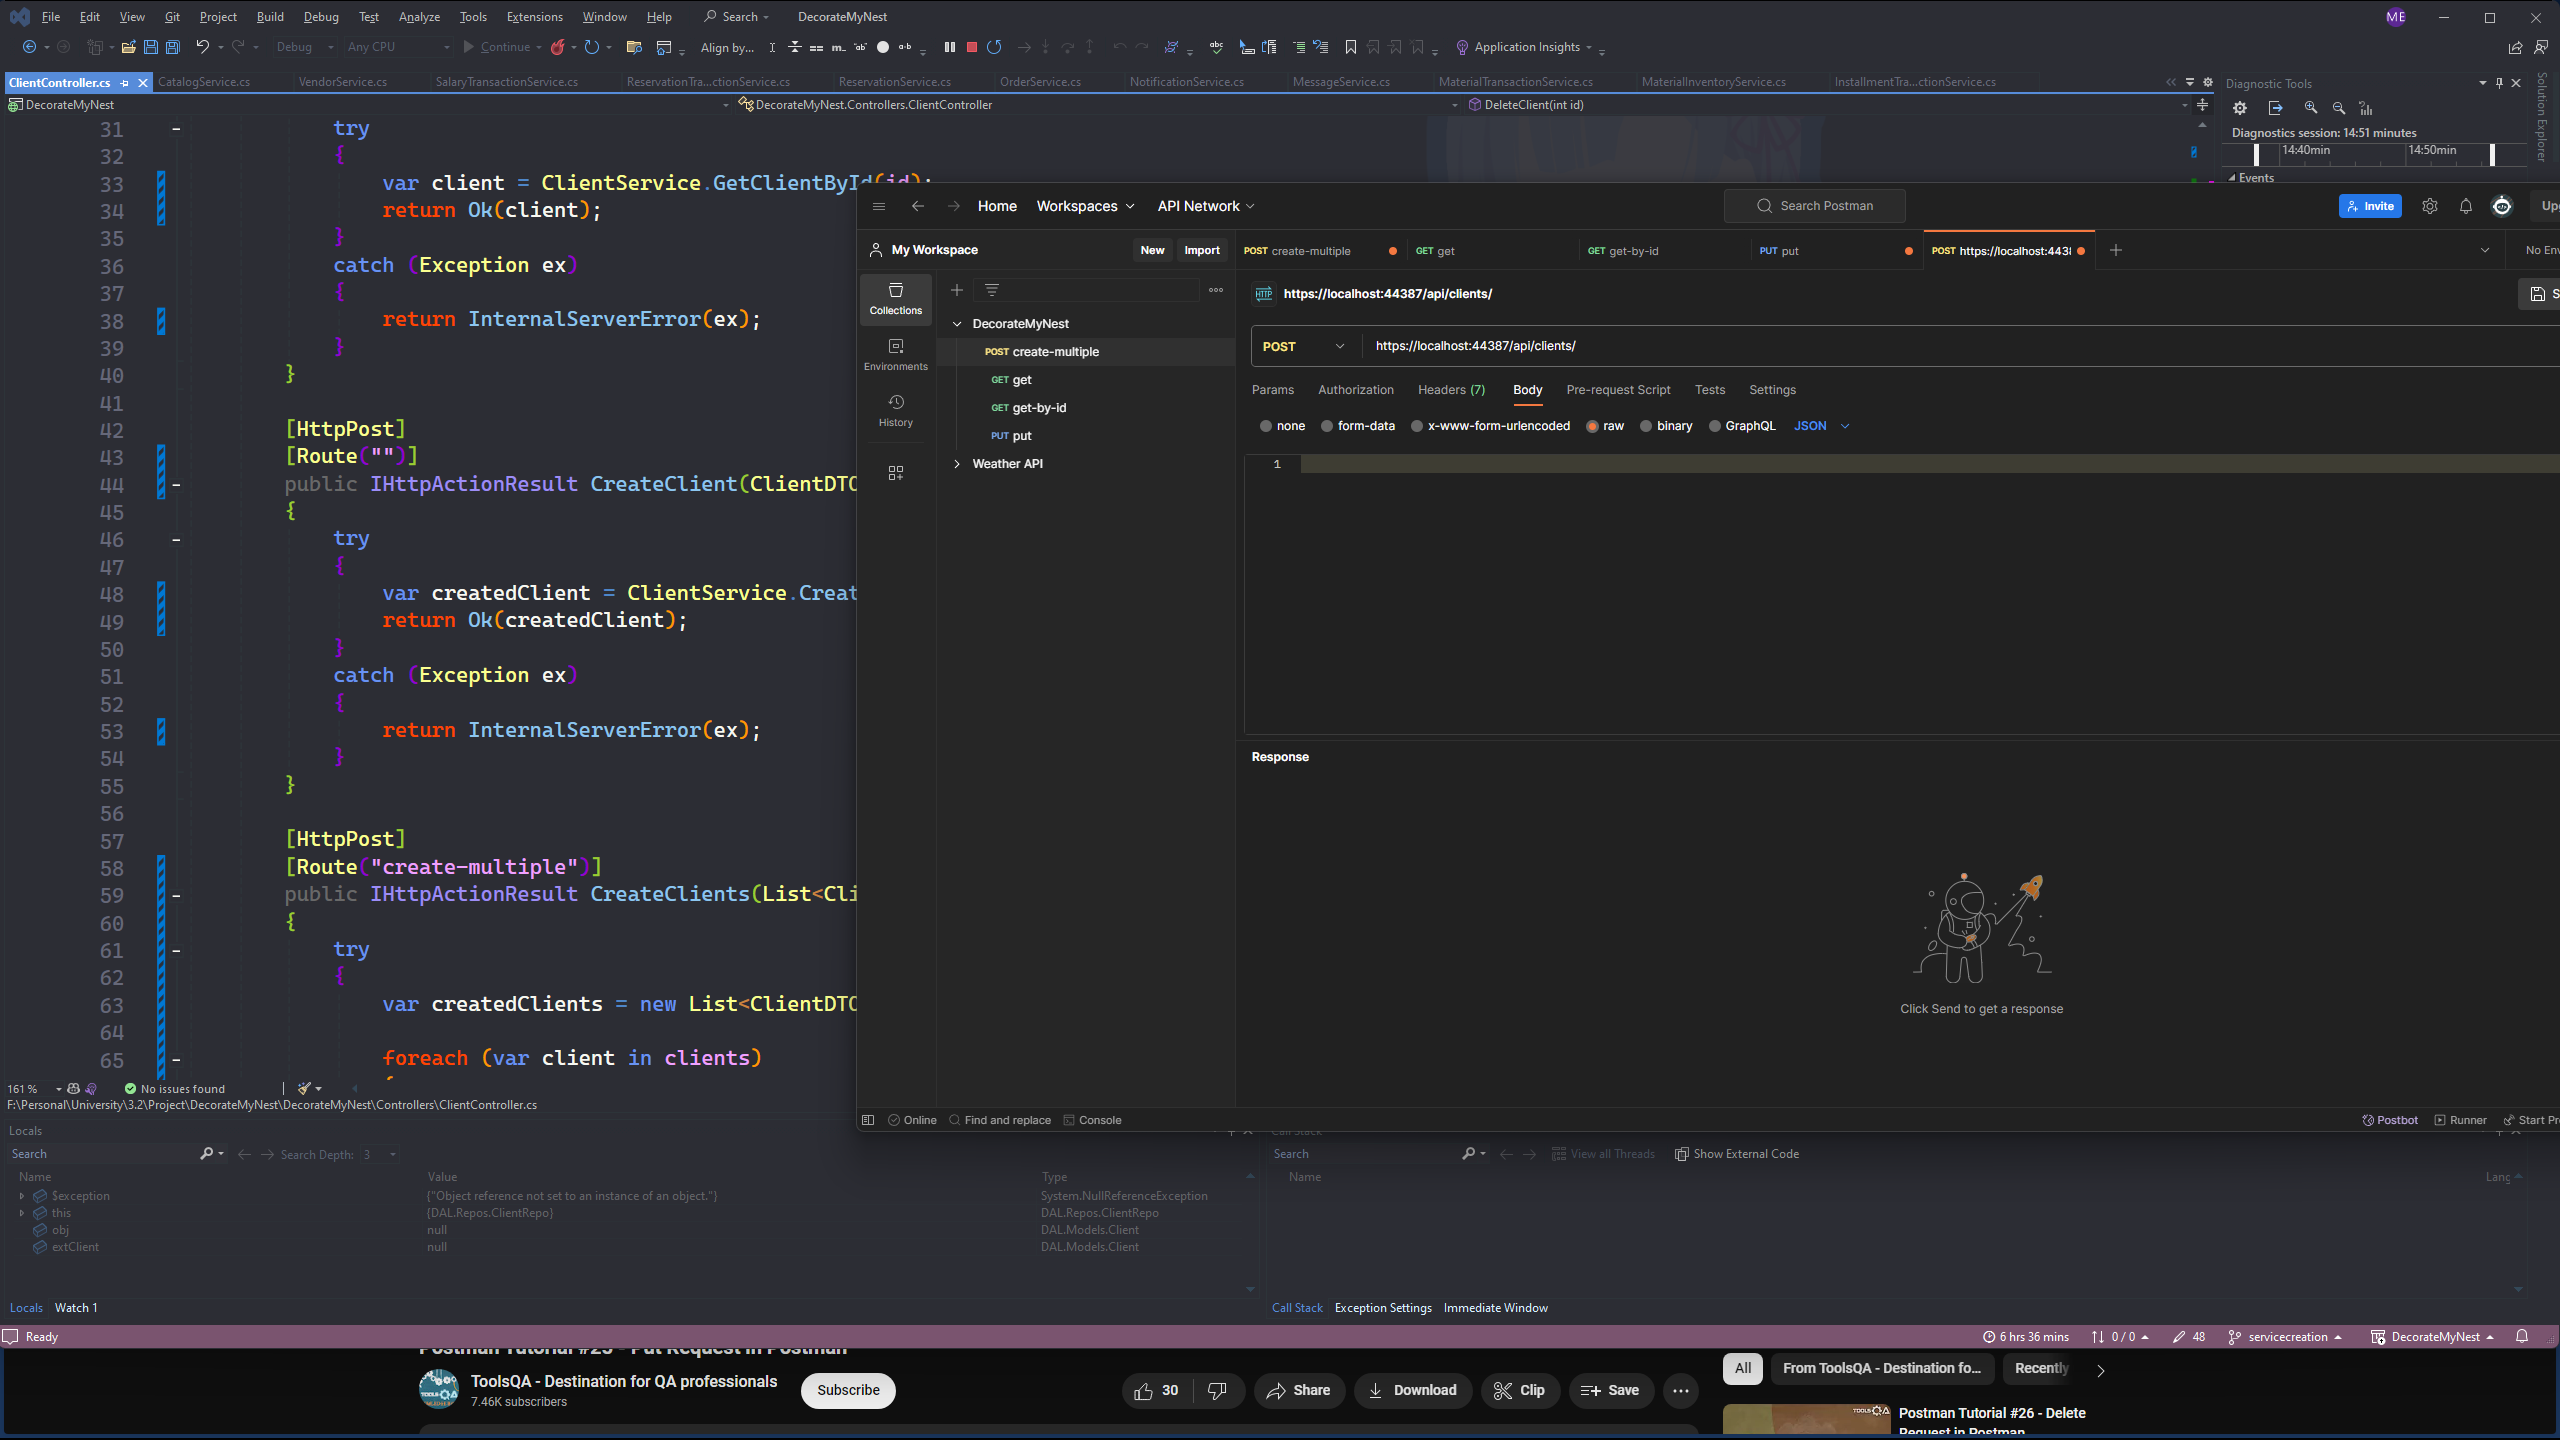 File Edit View Git Project Build Debug Test Analyze Tools Extensions Window Help Search DecorateMyNest ME
Debug Any CPU Continue Align by... Application Insights
ClientController.cs CatalogService.cs VendorService.cs SalaryTransactionService.cs ReservationTra...ctionService.cs ReservationService.cs OrderService.cs NotificationService.cs MessageService.cs MaterialTransactionService.cs MaterialInventoryService.cs InstallmentTra...ctionService.cs
DecorateMyNest DecorateMyNest.Controllers.ClientController DeleteClient(int id)
Diagnostic Tools
Solution Explorer
Diagnostics session: 14:51 minutes
14:40min 14:50min
Events
31 try
32 {
33 var client = ClientService.GetClientById(id);
34 return Ok(client);
35 }
36 catch (Exception ex)
37 {
38 return InternalServerError(ex);
39 }
40 }
41
42 [HttpPost]
43 [Route("")]
44 public IHttpActionResult CreateClient(ClientDTO
45 {
46 try
47 {
48 var createdClient = ClientService.Creat
49 return Ok(createdClient);
50 }
51 catch (Exception ex)
52 {
53 return InternalServerError(ex);
54 }
55 }
56
57 [HttpPost]
58 [Route("create-multiple")]
59 public IHttpActionResult CreateClients(List<Cli
60 {
61 try
62 {
63 var createdClients = new List<ClientDTO
64
65 foreach (var client in clients)
Home Workspaces API Network Search Postman Invite Upg
My Workspace New Import
POST create-multiple GET get GET get-by-id PUT put POST https://localhost:443 No Env
Collections
Environments
History
DecorateMyNest
POST create-multiple
GET get
GET get-by-id
PUT put
Weather API
HTTP https://localhost:44387/api/clients/ S
POST https://localhost:44387/api/clients/
Params Authorization Headers (7) Body Pre-request Script Tests Settings
none form-data x-www-form-urlencoded raw binary GraphQL JSON
1
Response
Click Send to get a response
Online Find and replace Console Postbot Runner Start Pr
161 % No issues found
F:\Personal\University\3.2\Project\DecorateMyNest\DecorateMyNest\Controllers\ClientController.cs
Locals
Search Search Depth: 3
Name Value Type
$exception {"Object reference not set to an instance of an object."} System.NullReferenceException
this {DAL.Repos.ClientRepo} DAL.Repos.ClientRepo
obj null DAL.Models.Client
extClient null DAL.Models.Client
Locals Watch 1
Call Stack
Search View all Threads Show External Code
Name Lang
Call Stack Exception Settings Immediate Window
Ready 6 hrs 36 mins 0 / 0 48 servicecreation DecorateMyNest
Postman Tutorial #25 - Put Request in Postman
ToolsQA - Destination for QA professionals
7.46K subscribers
Subscribe
30 Share Download Clip Save
All From ToolsQA - Destination fo... Recently
Postman Tutorial #26 - Delete
Request in Postman